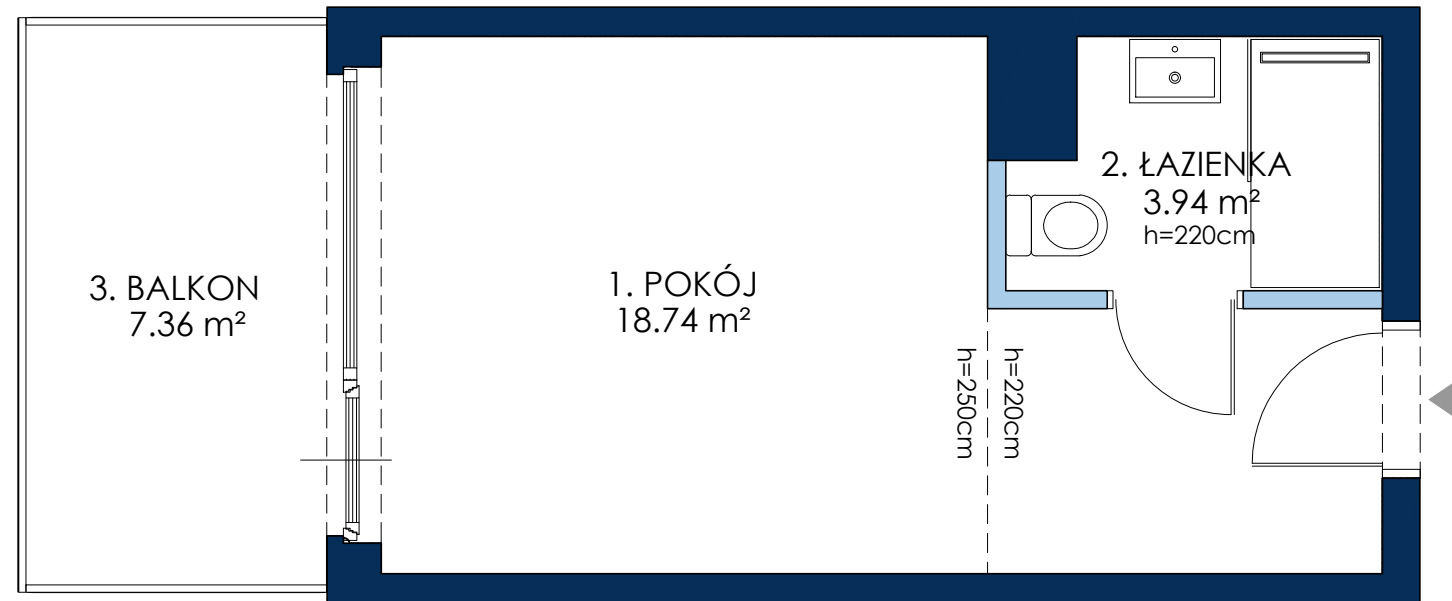 3. BALKON
7.36 m²
1. POKÓJ
18.74 m²
h=250cm
h=220cm
2. ŁAZIENKA
3.94 m²
h=220cm